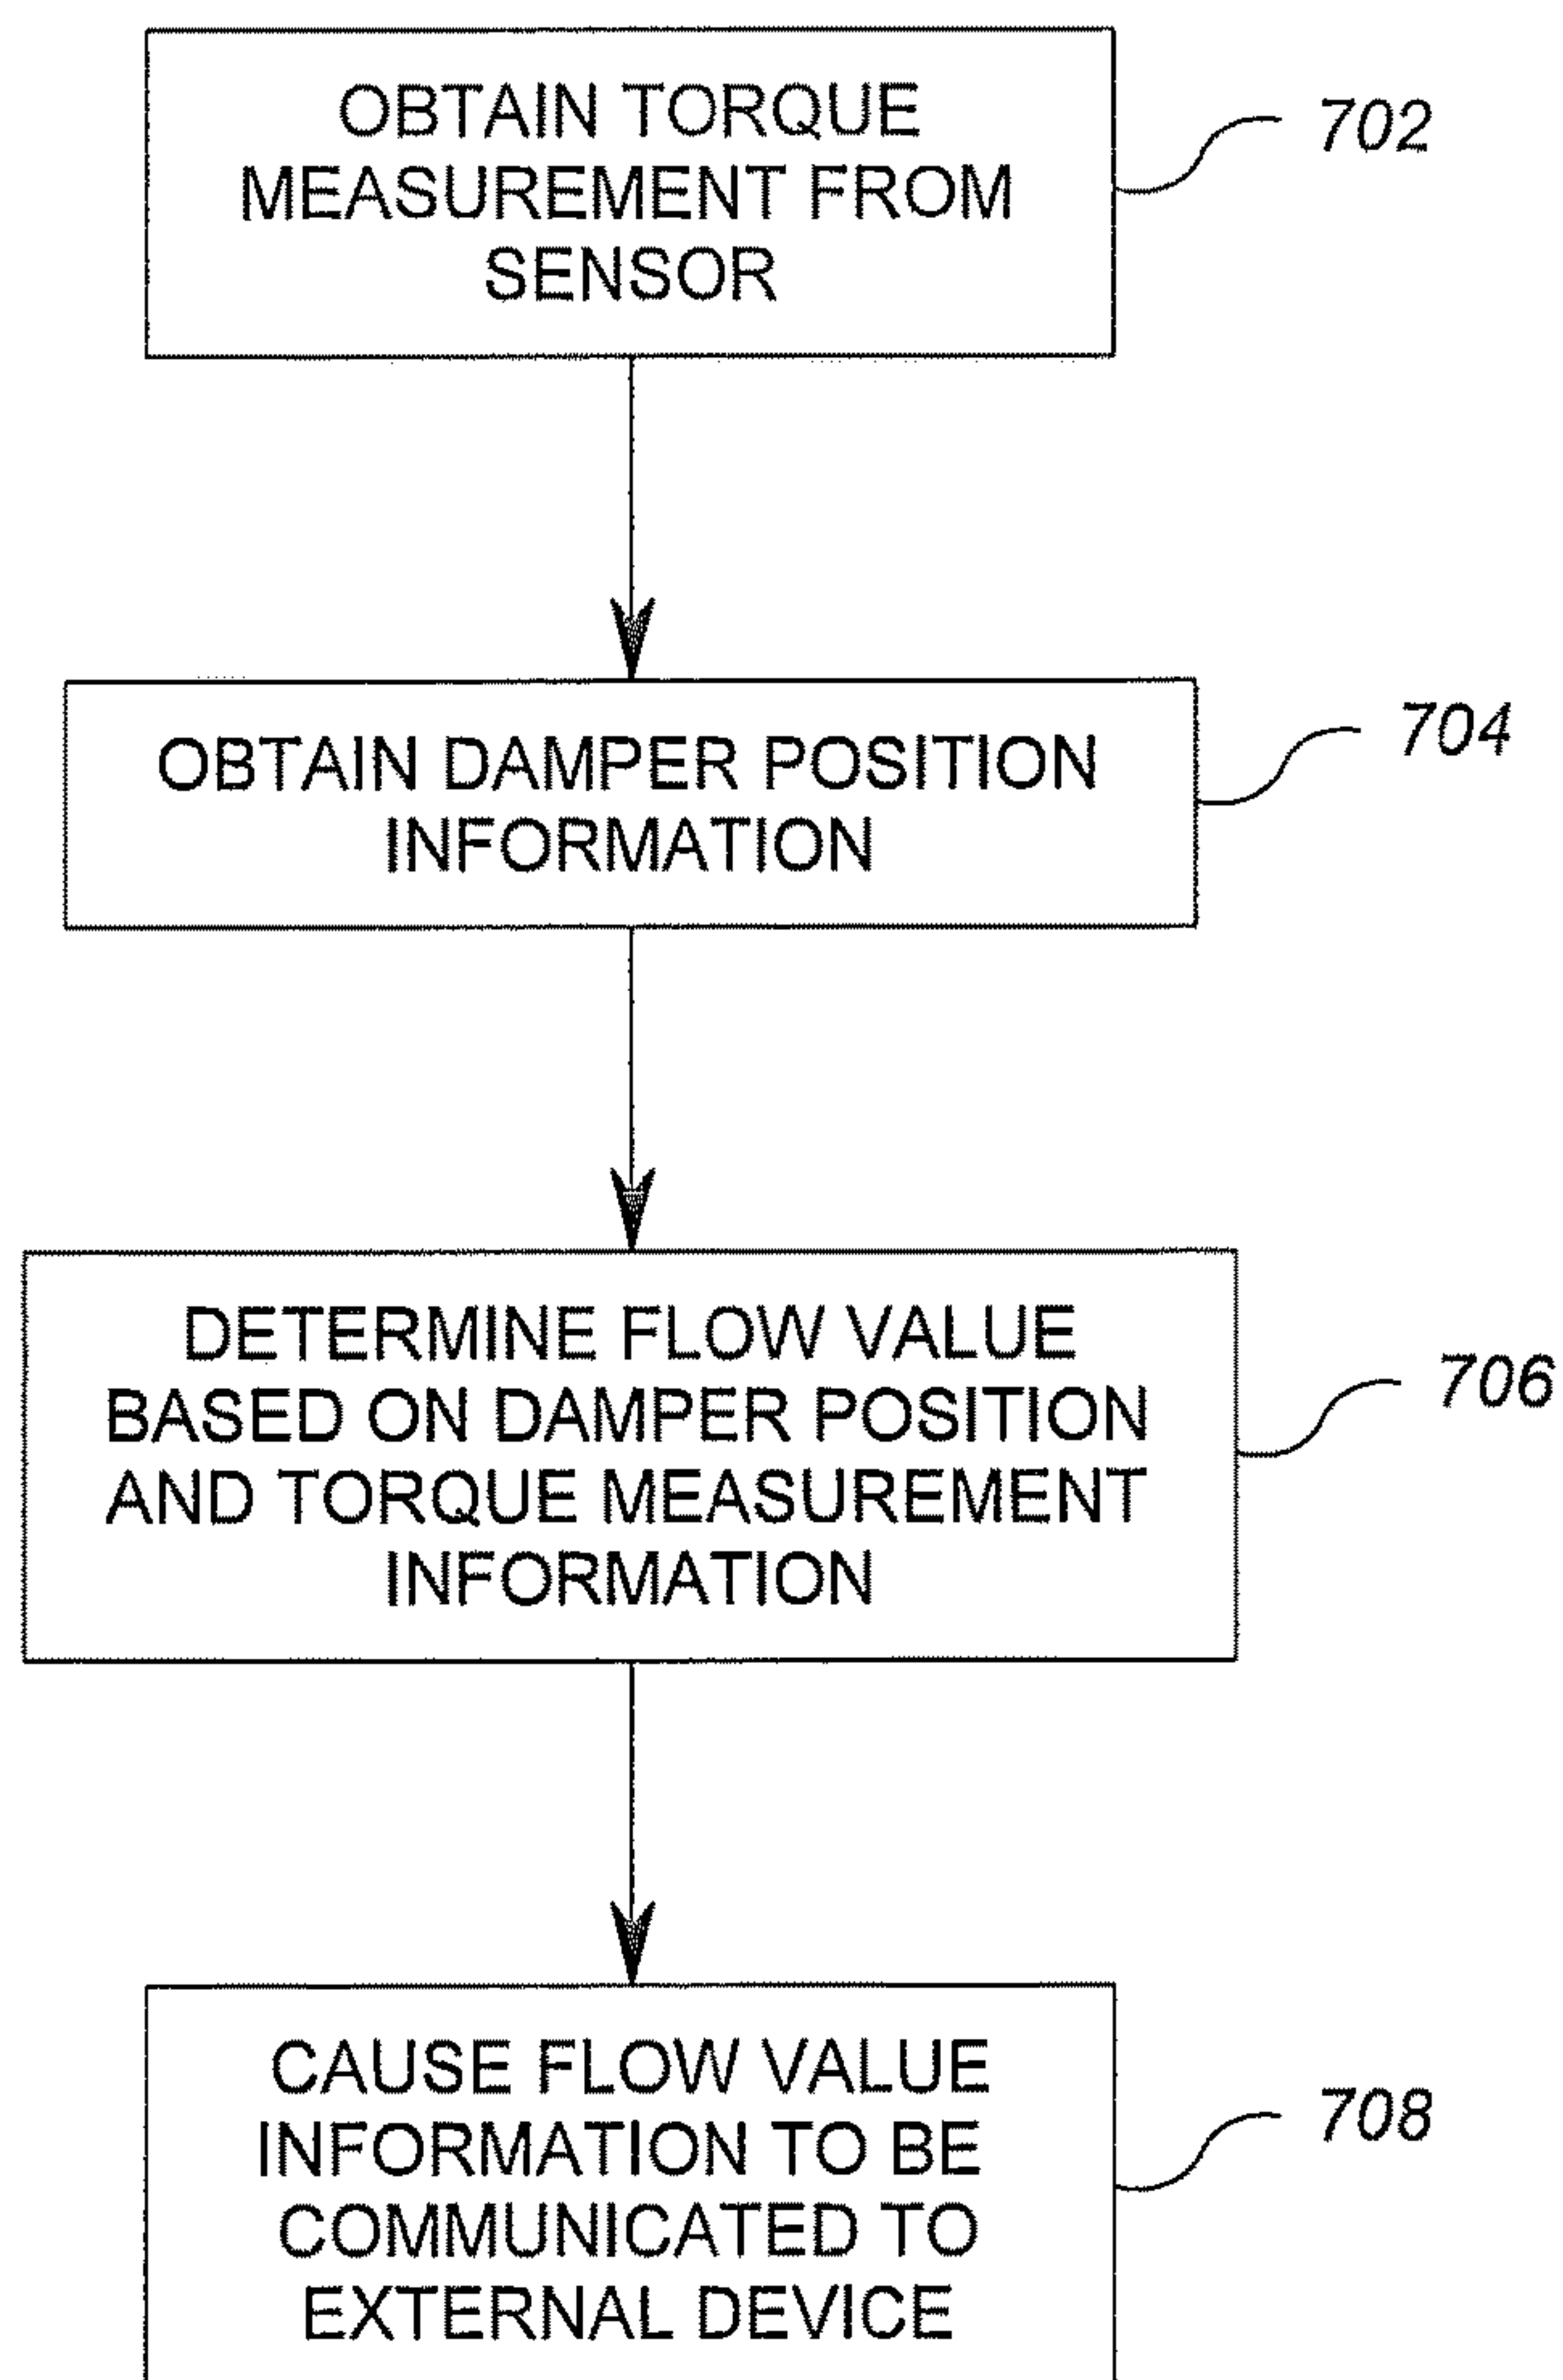 OBTAIN TORQUE
MEASUREMENT FROM
SENSOR
702
OBTAIN DAMPER POSITION
INFORMATION
704
DETERMINE FLOW VALUE
BASED ON DAMPER POSITION
AND TORQUE MEASUREMENT
INFORMATION
706
CAUSE FLOW VALUE
INFORMATION TO BE
COMMUNICATED TO
EXTERNAL DEVICE
708